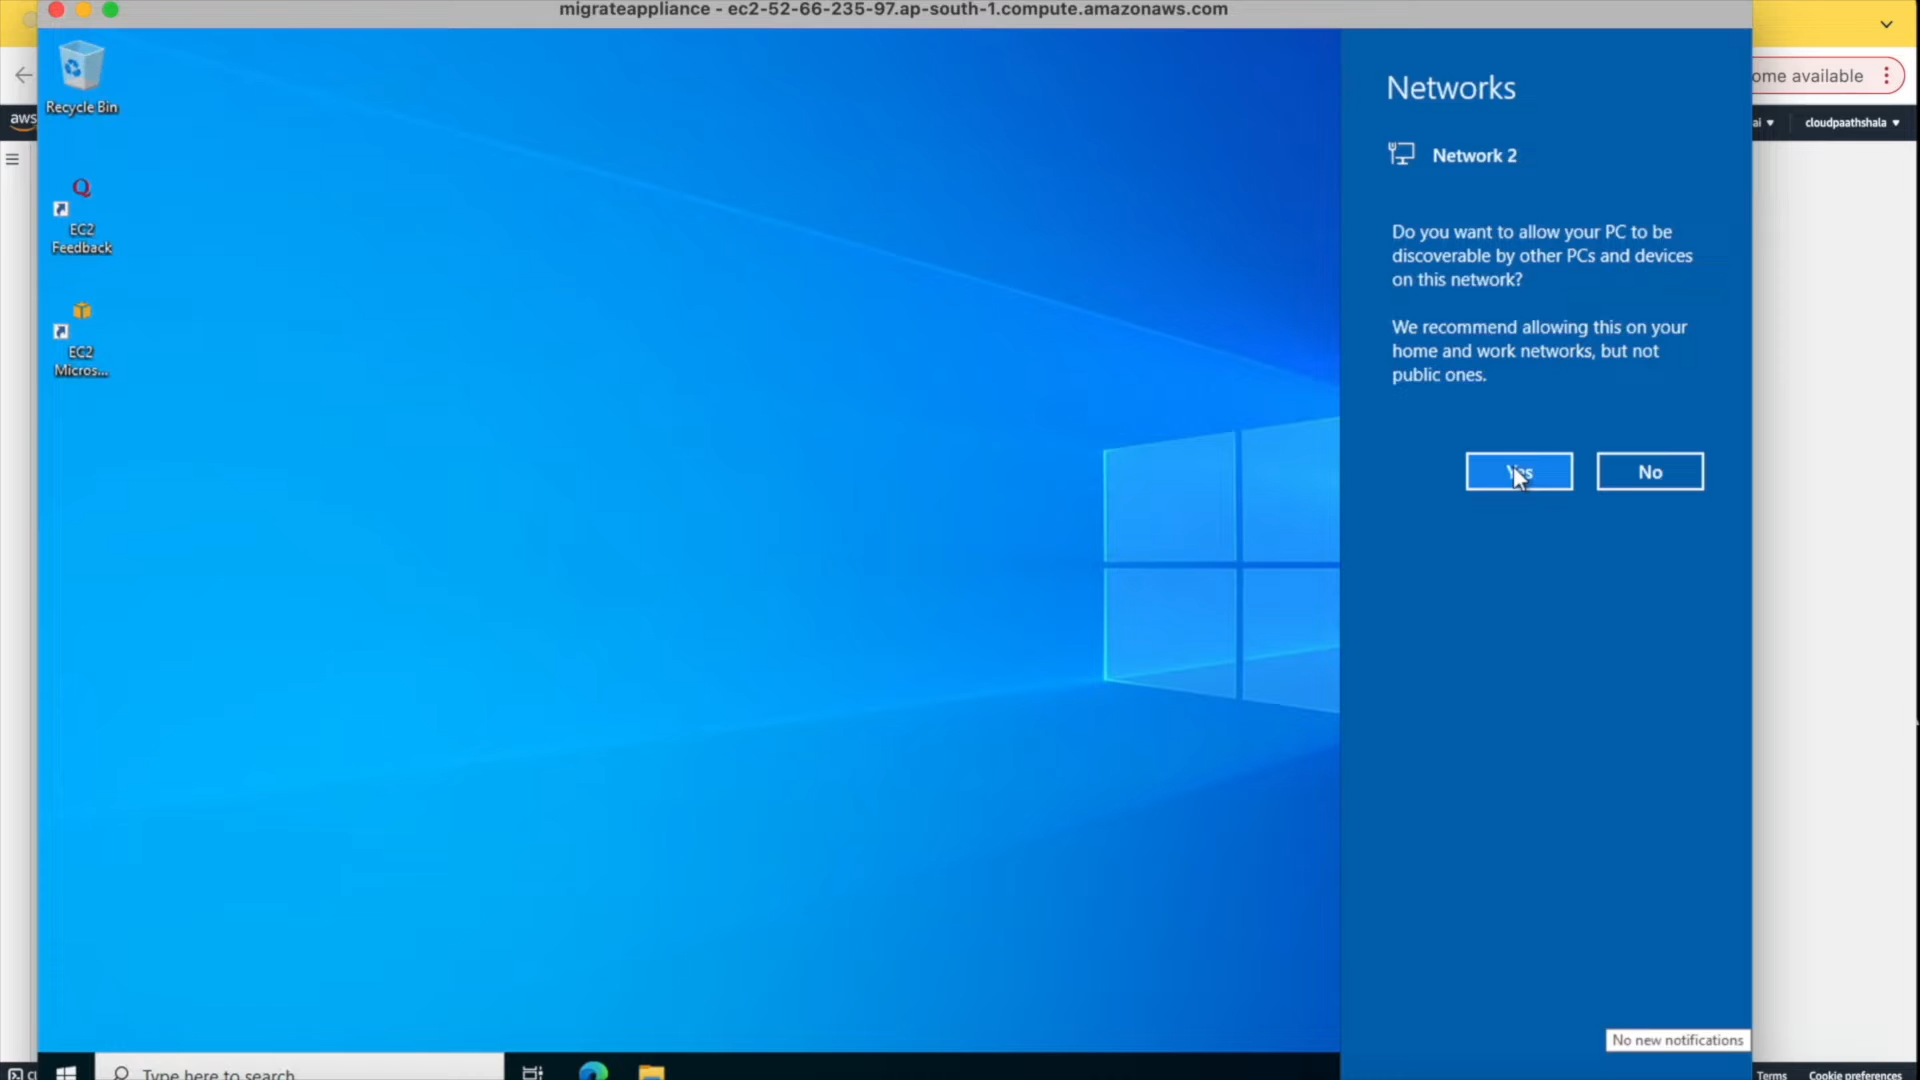 migrateappliance - ec2-52-66-235-97.ap-south-1.compute.amazonaws.com
ome available
aws
ai
cloudpaathshala
Recycle Bin
EC2
Feedback
EC2
Micros...
Networks
Network 2
Do you want to allow your PC to be
discoverable by other PCs and devices
on this network?
We recommend allowing this on your
home and work networks, but not
public ones.
Yes
No
No new notifications
Type here to search
Terms
Cookie preferences